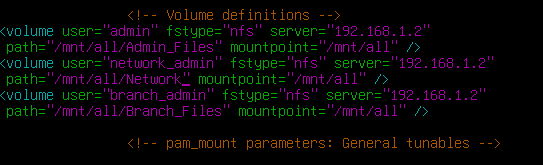 <!-- Volume definitions -->
<volume user="admin" fstype="nfs" server="192.168.1.2"
path="/mnt/all/Admin_Files" mountpoint="/mnt/all" />
<volume user="network_admin" fstype="nfs" server="192.168.1.2"
path="/mnt/all/Network_" mountpoint="/mnt/all" />
<volume user="branch_admin" fstype="nfs" server="192.168.1.2"
path="/mnt/all/Branch_Files" mountpoint="/mnt/all" />
<!-- pam_mount parameters: General tunables -->